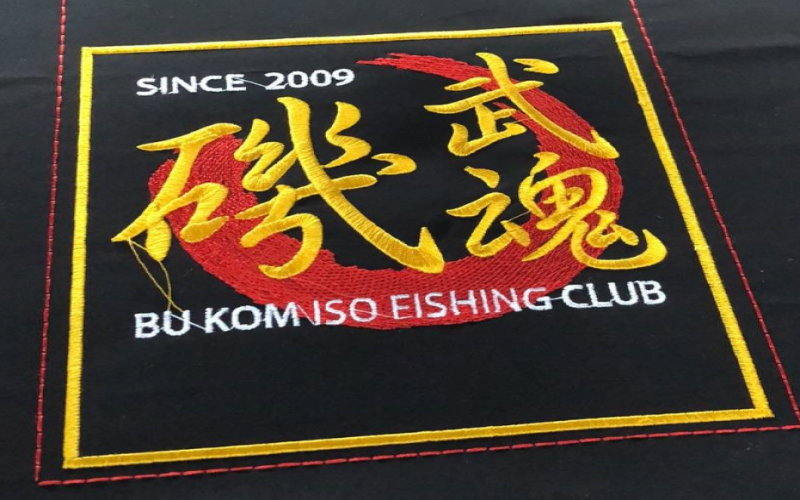 SINCE 2009
武魂
磯
BU KOM ISO FISHING CLUB